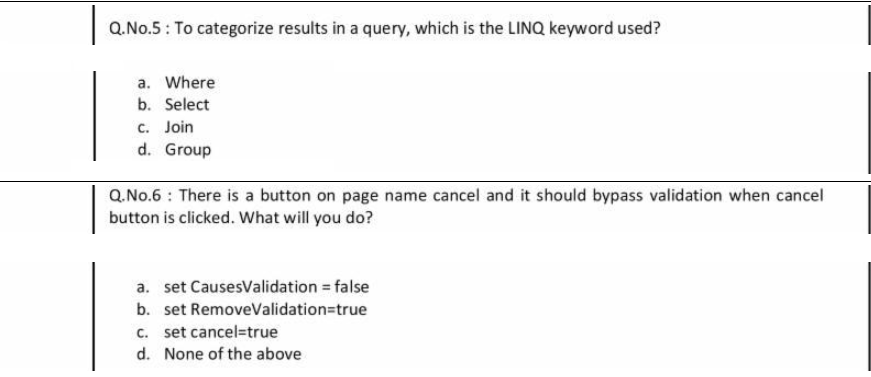 Q.No.5 : To categorize results in a query, which is the LINQ keyword used?
a. Where
b. Select
c. Join
d. Group
Q.No.6 : There is a button on page name cancel and it should bypass validation when cancel
button is clicked. What will you do?
a. set CausesValidation = false
b. set RemoveValidation=true
c. set cancel=true
d. None of the above